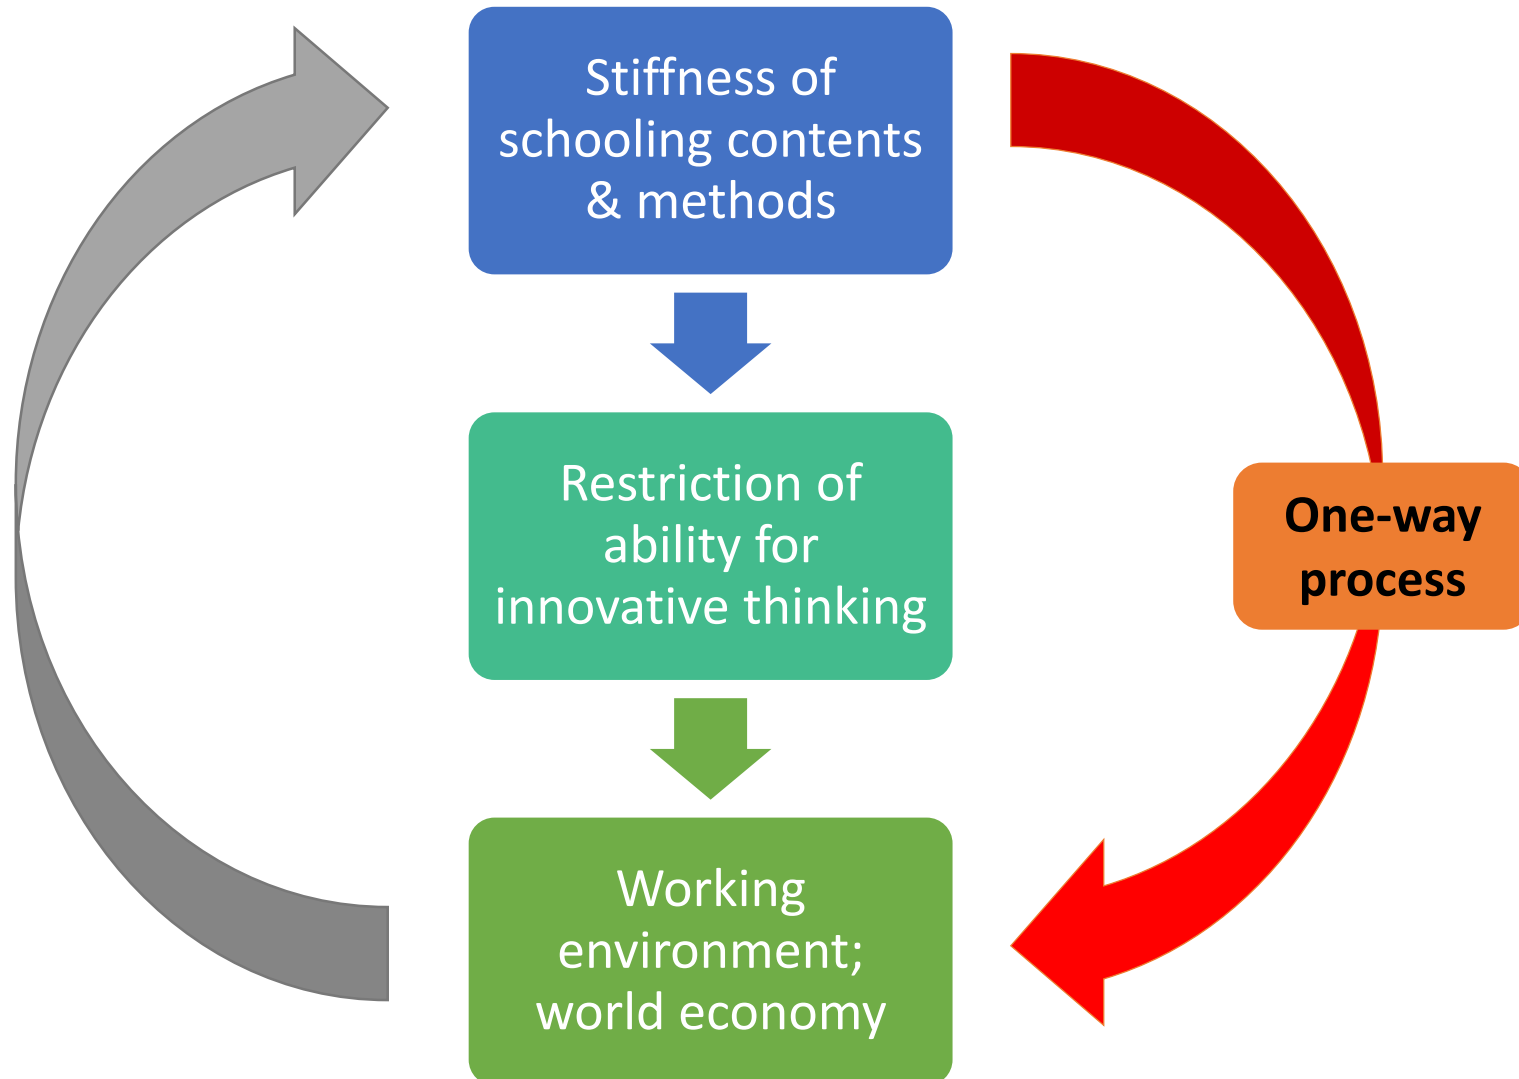 Stiffness of
schooling contents
& methods
Restriction of
ability for
innovative thinking
One-way
process
Working
environment;
world economy